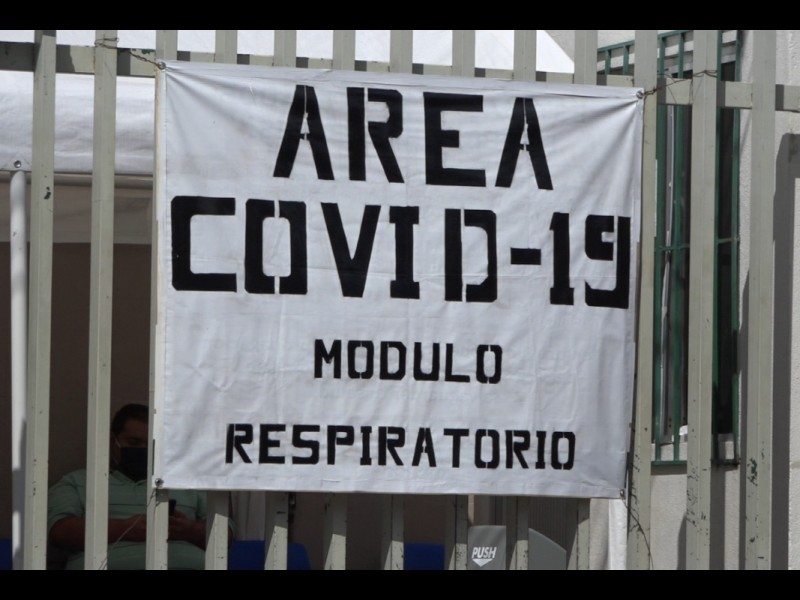 AREA
COVID-19
MODULO
RESPIRATORIO
PUSH